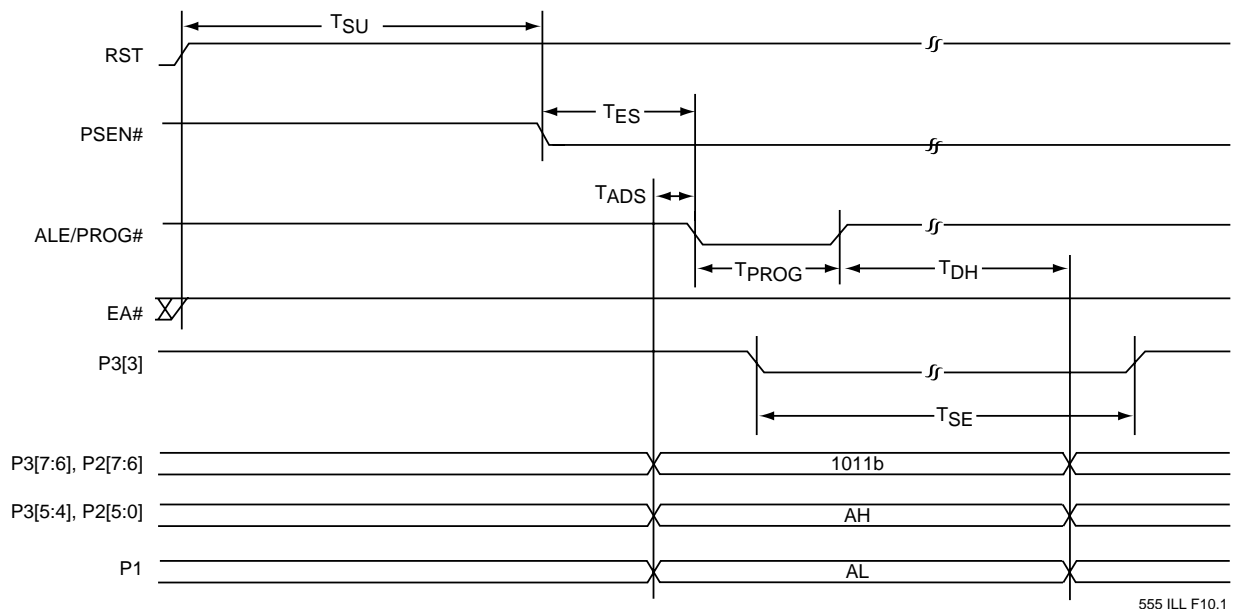 TSU
RST
TES
PSEN#
TADS
ALE/PROG#
TPROG
TDH
EA#
P3[3]
TSE
P3[7:6], P2[7:6]
1011b
P3[5:4], P2[5:0]
AH
P1
AL
555 ILL F10.1